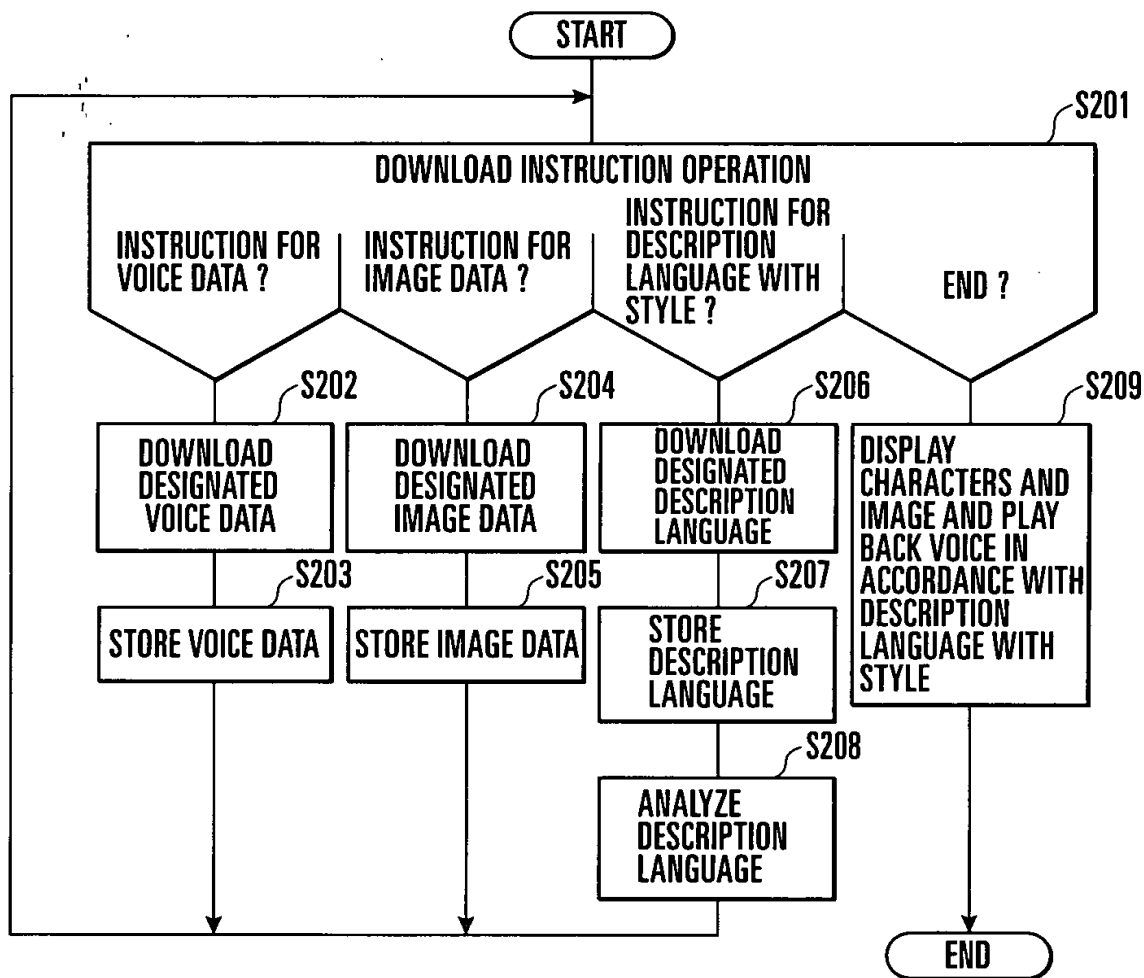 START
S201
DOWNLOAD INSTRUCTION OPERATION
INSTRUCTION FOR
VOICE DATA ?
INSTRUCTION FOR
IMAGE DATA ?
INSTRUCTION FOR
DESCRIPTION
LANGUAGE WITH
STYLE ?
END ?
S202
DOWNLOAD
DESIGNATED
VOICE DATA
S203
STORE VOICE DATA
S204
DOWNLOAD
DESIGNATED
IMAGE DATA
S205
STORE IMAGE DATA
S206
DOWNLOAD
DESIGNATED
DESCRIPTION
LANGUAGE
S207
STORE
DESCRIPTION
LANGUAGE
S208
ANALYZE
DESCRIPTION
LANGUAGE
S209
DISPLAY
CHARACTERS AND
IMAGE AND PLAY
BACK VOICE IN
ACCORDANCE WITH
DESCRIPTION
LANGUAGE WITH
STYLE
END